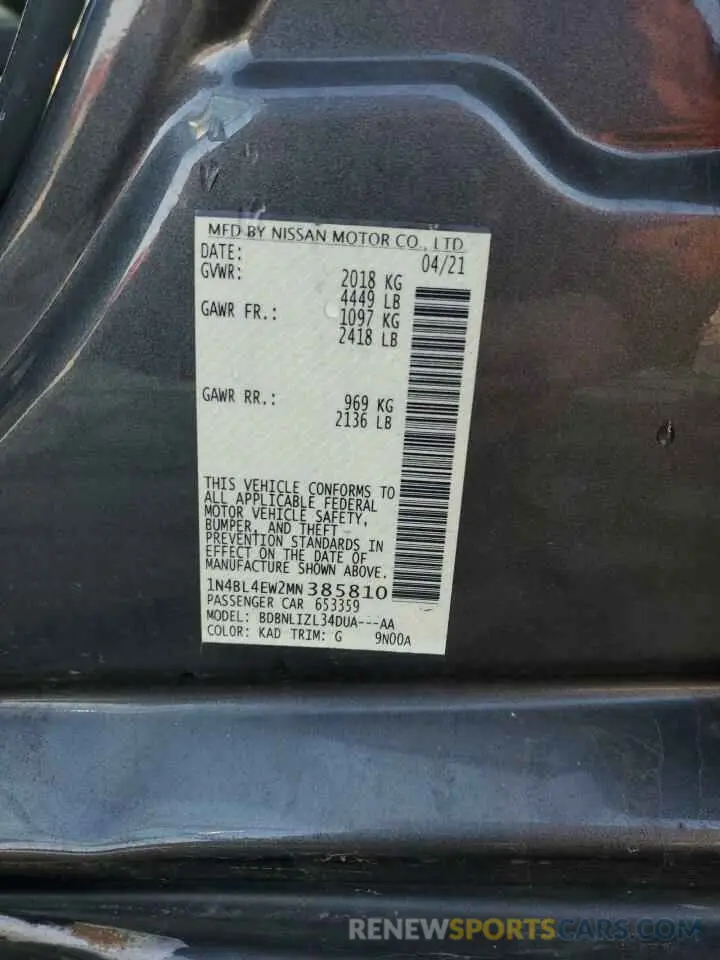 MFD BY NISSAN MOTOR CO., LTD
DATE: 04/21
GVWR: 2018 KG
4449 LB
GAWR FR.: 1097 KG
2418 LB
GAWR RR.: 969 KG
2136 LB
THIS VEHICLE CONFORMS TO
ALL APPLICABLE FEDERAL
MOTOR VEHICLE SAFETY,
BUMPER, AND THEFT
PREVENTION STANDARDS IN
EFFECT ON THE DATE OF
MANUFACTURE SHOWN ABOVE.
1N4BL4EW2MN385810
PASSENGER CAR 653359
MODEL: BDBNLIZL34DUA---AA
COLOR: KAD TRIM: G 9N00A
RENEWSPORTSCARS.COM